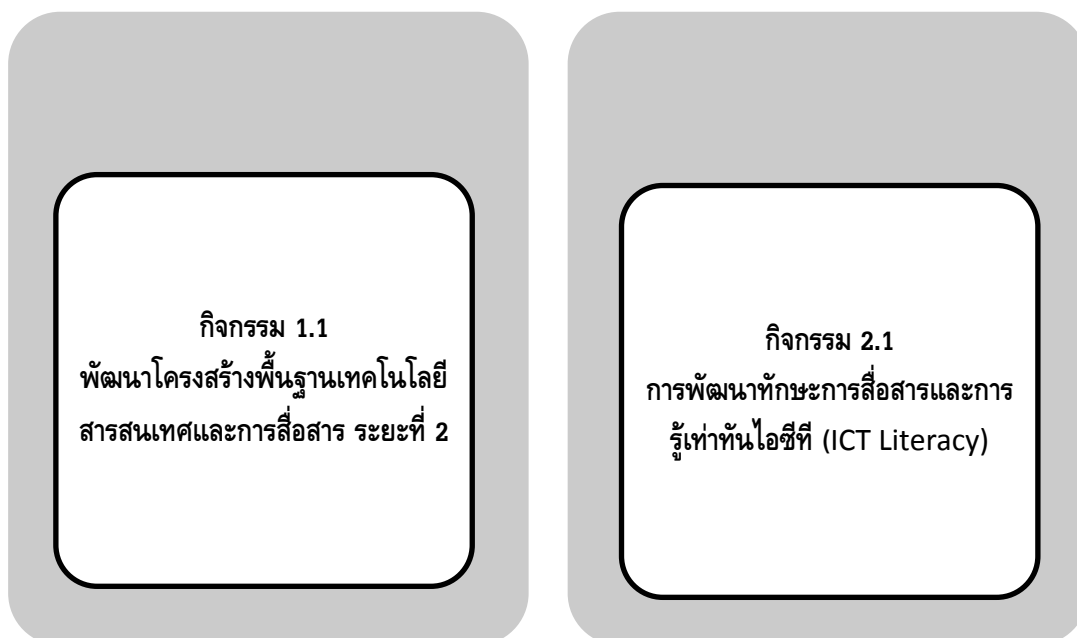 กิจกรรม 1.1
พัฒนาโครงสร้างพื้นฐานเทคโนโลยี
สารสนเทศและการสื่อสาร ระยะที่ 2
กิจกรรม 2.1
การพัฒนาทักษะการสื่อสารและการ
รู้เท่าทันไอซีที (ICT Literacy)